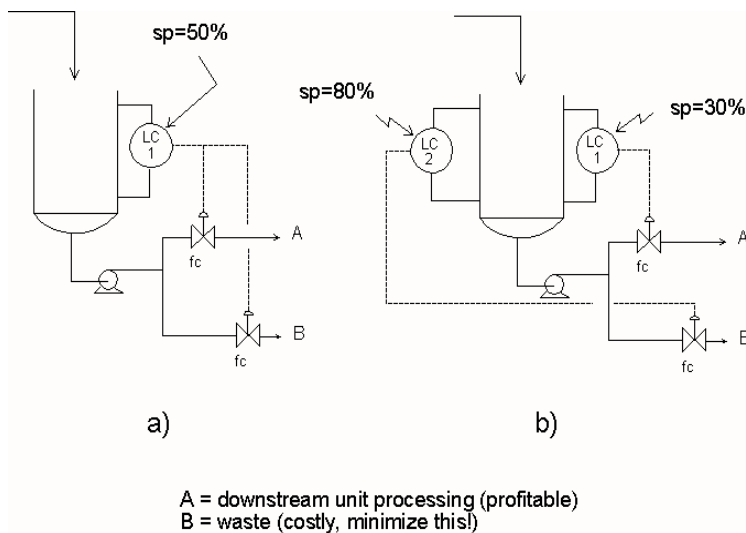 sp=50%
LC
1
A
fc
B
fc
a)
sp=80%
sp=30%
LC
2
LC
1
A
fc
B
fc
b)
A = downstream unit processing (profitable)
B = waste (costly, minimize this!)